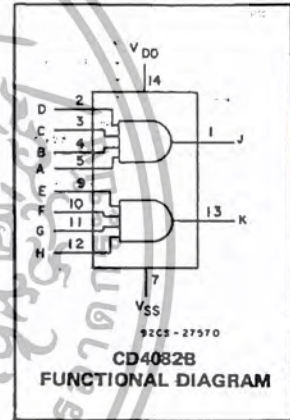 VDD
14
D 2
C 3
B 4
A 5
1 J
E 9
F 10
G 11
H 12
13 K
7
VSS
92CS-27570
CD4082B
FUNCTIONAL DIAGRAM